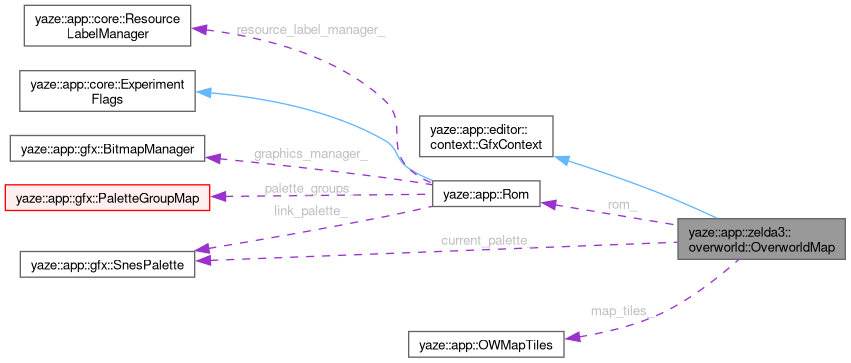 yaze::app::core::Resource
LabelManager
resource_label_manager_
yaze::app::core::Experiment
Flags
yaze::app::editor::
context::GfxContext
yaze::app::gfx::BitmapManager
graphics_manager_
yaze::app::gfx::PaletteGroupMap
palette_groups_
yaze::app::Rom
rom_
link_palette_
yaze::app::zelda3::
overworld::OverworldMap
current_palette_
yaze::app::gfx::SnesPalette
map_tiles_
yaze::app::OWMapTiles